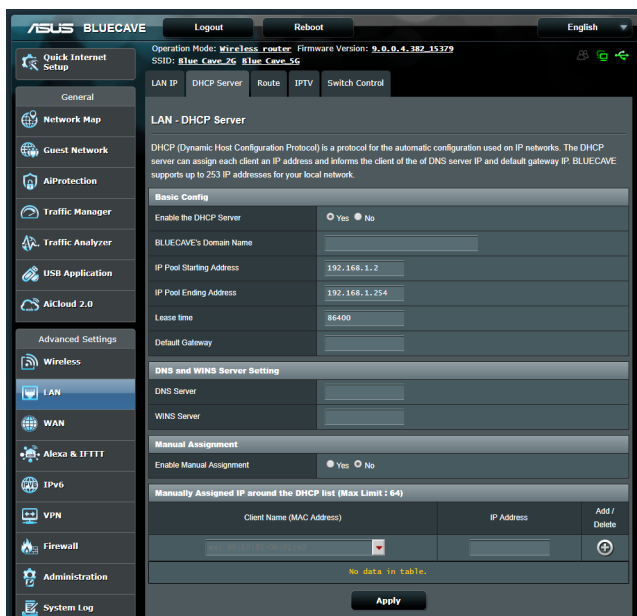 ASUS BLUECAVE
Logout
Reboot
English
Quick Internet Setup
Operation Mode: Wireless router Firmware Version: 9.0.0.4.382_15379
SSID: Blue Cave_2G Blue Cave_5G
LAN IP
DHCP Server
Route
IPTV
Switch Control
General
Network Map
Guest Network
AiProtection
Traffic Manager
Traffic Analyzer
USB Application
AiCloud 2.0
Advanced Settings
Wireless
LAN
WAN
Alexa & IFTTT
IPv6
VPN
Firewall
Administration
System Log
LAN - DHCP Server
DHCP (Dynamic Host Configuration Protocol) is a protocol for the automatic configuration used on IP networks. The DHCP
server can assign each client an IP address and informs the client of the of DNS server IP and default gateway IP. BLUECAVE
supports up to 253 IP addresses for your local network.
Basic Config
Enable the DHCP Server Yes No
BLUECAVE's Domain Name
IP Pool Starting Address 192.168.1.2
IP Pool Ending Address 192.168.1.254
Lease time 86400
Default Gateway
DNS and WINS Server Setting
DNS Server
WINS Server
Manual Assignment
Enable Manual Assignment Yes No
Manually Assigned IP around the DHCP list (Max Limit : 64)
Client Name (MAC Address) IP Address Add / Delete
No data in table.
Apply